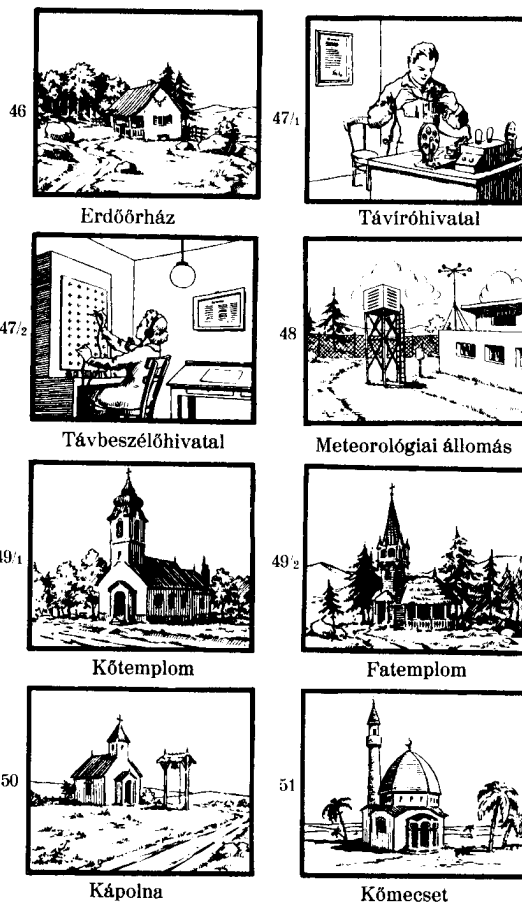 46
Erdőőrház
47/1
Távíróhivatal
47/2
Távbeszélőhivatal
48
Meteorológiai állomás
49/1
Kőtemplom
49/2
Fatemplom
50
Kápolna
51
Kőmecset